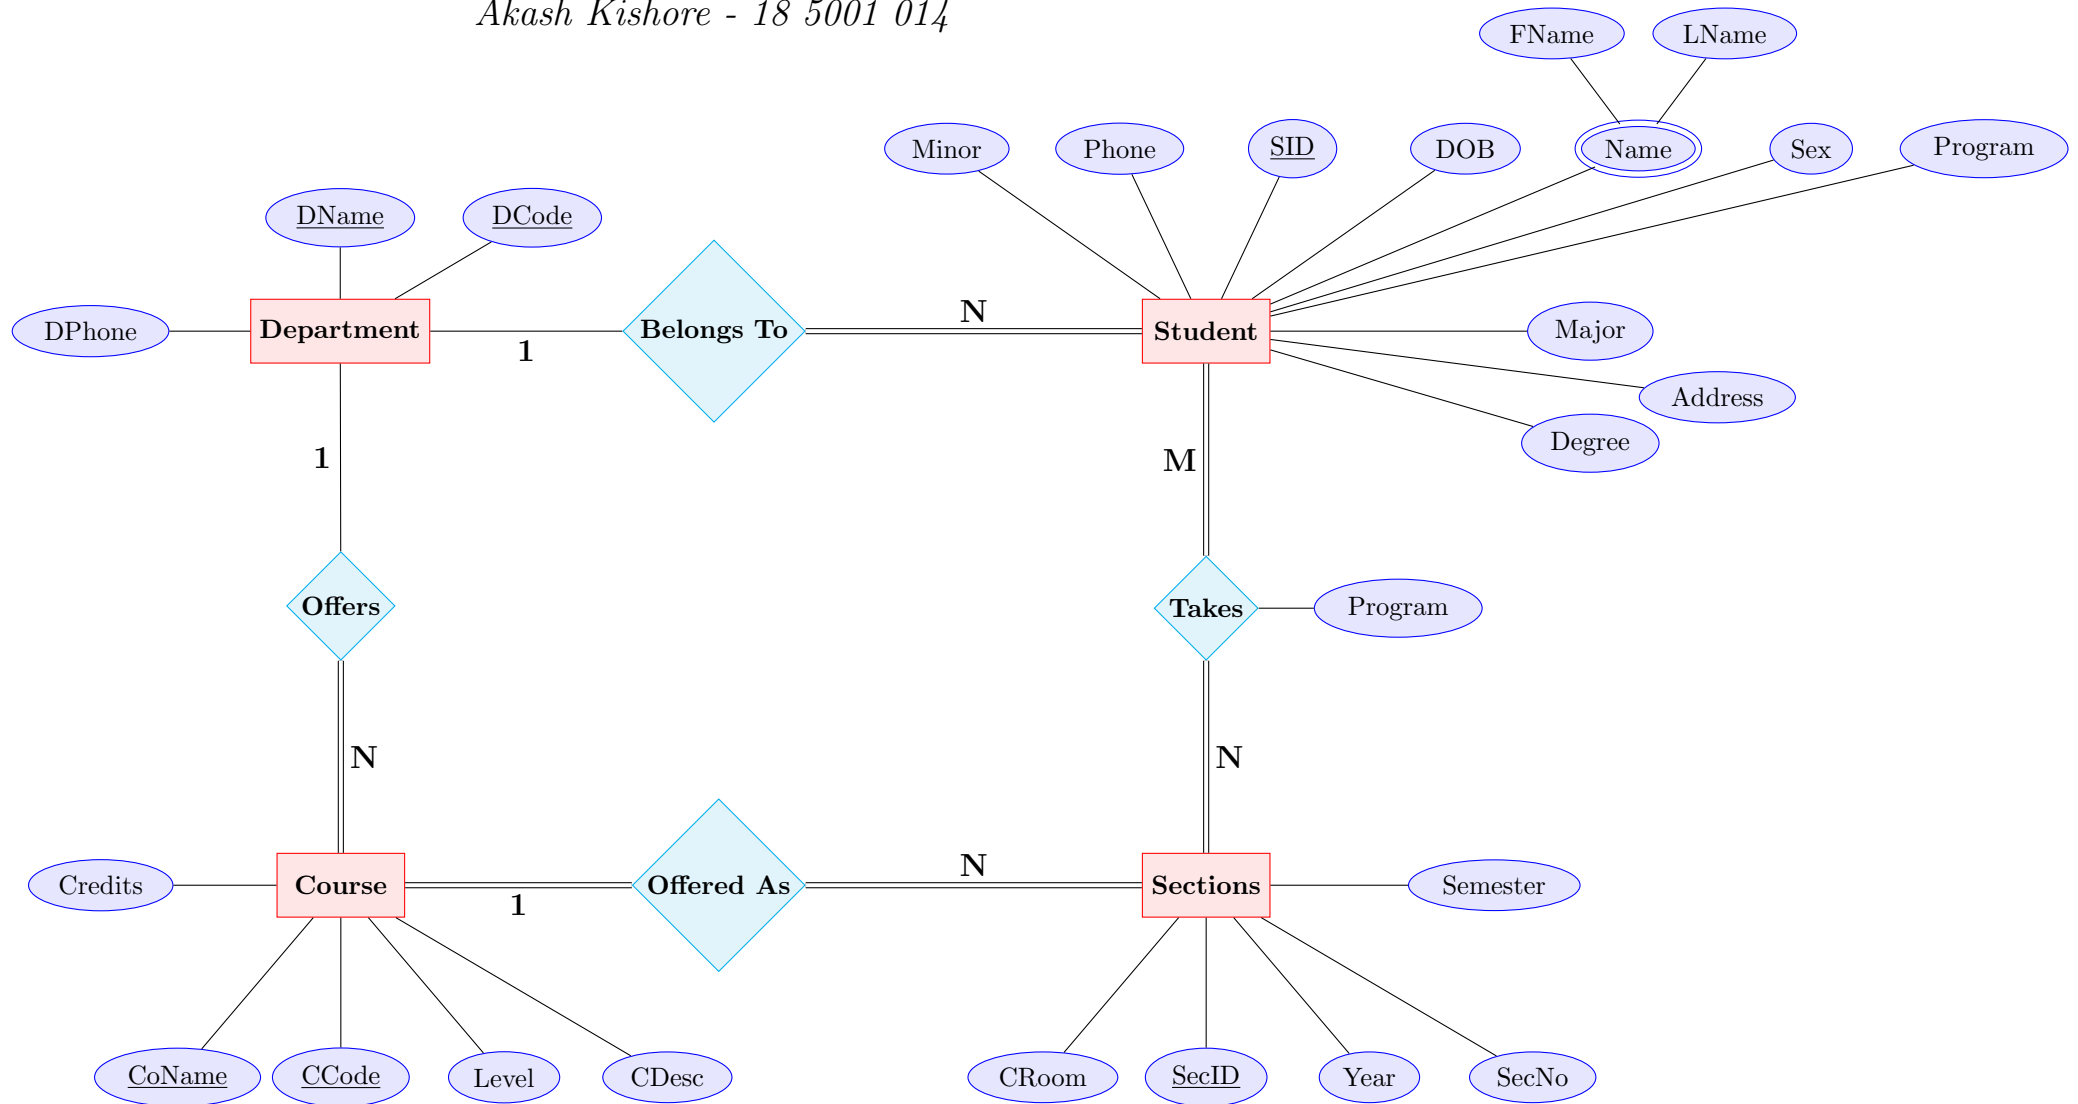 Akash Kishore - 18 5001 014
FName
LName
Minor
Phone
SID
DOB
Name
Sex
Program
DName
DCode
DPhone
Department
1
Belongs To
N
Student
Major
Address
Degree
1
M
Offers
Takes
Program
N
N
Credits
Course
1
Offered As
N
Sections
Semester
CoName
CCode
Level
CDesc
CRoom
SecID
Year
SecNo